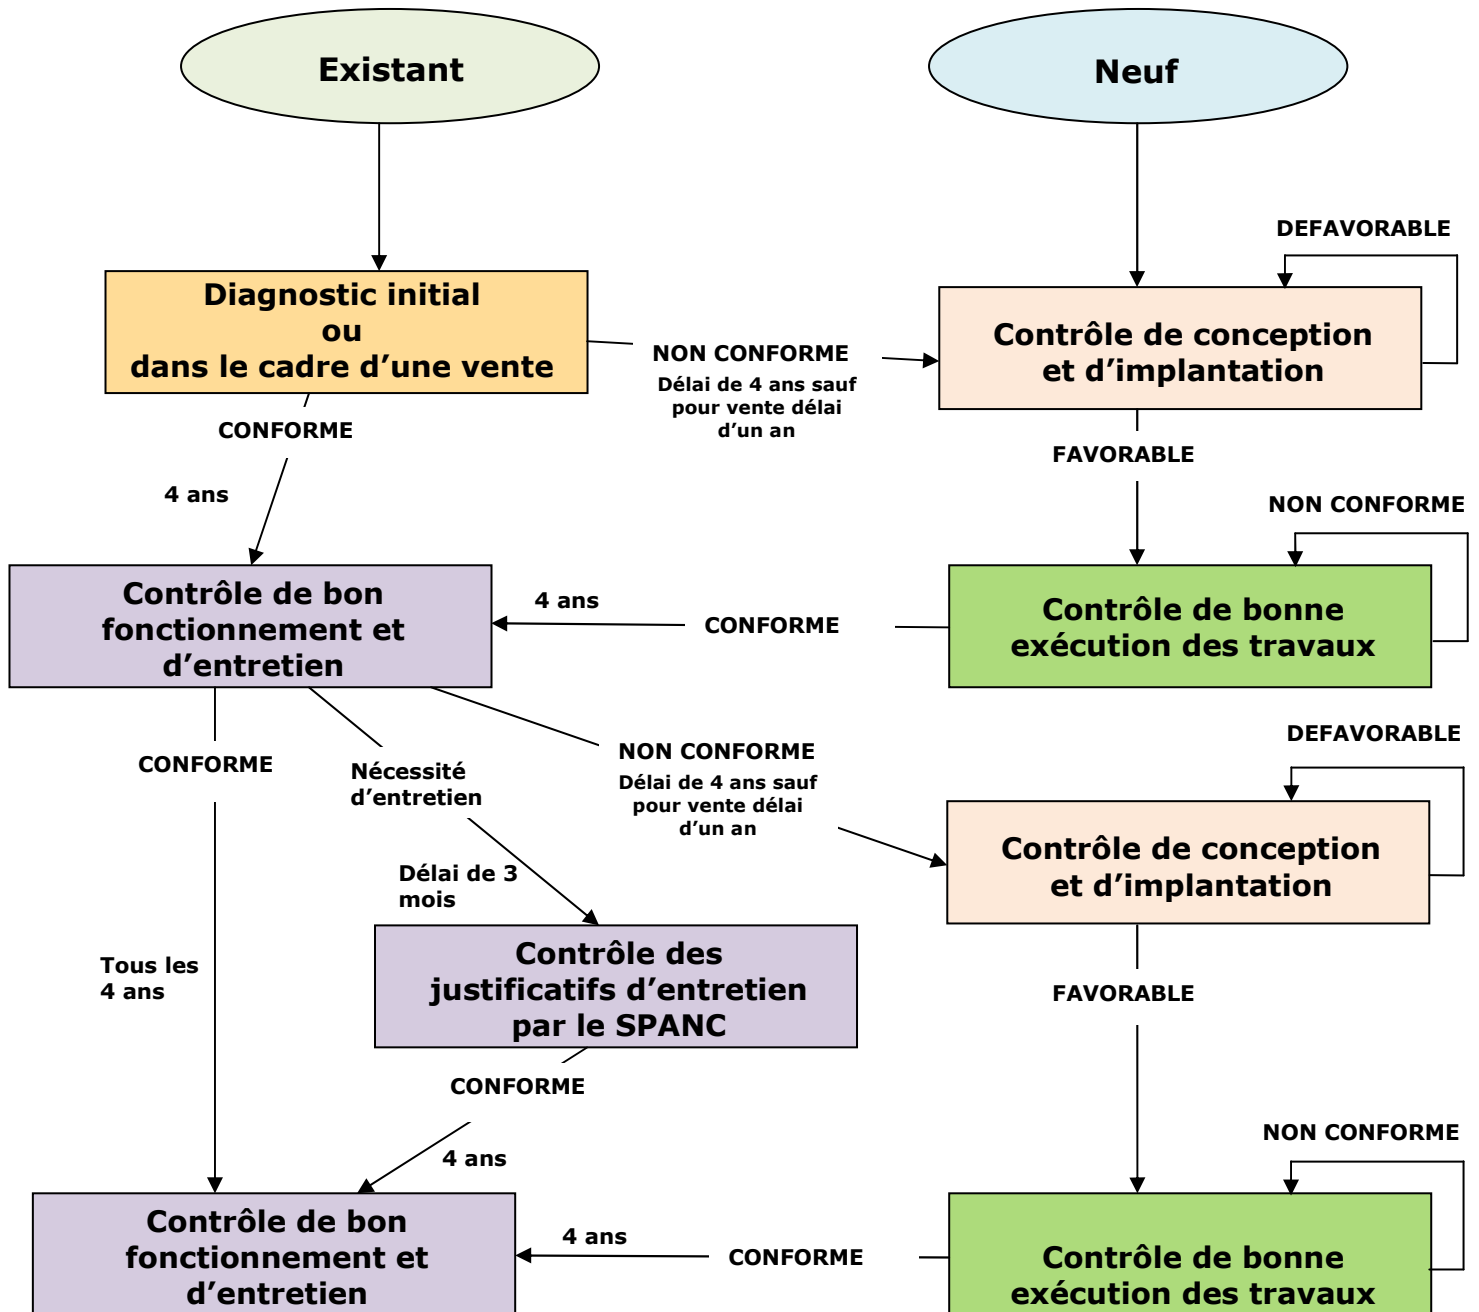 Existant
Neuf
DEFAVORABLE
Diagnostic initial
ou
dans le cadre d’une vente
NON CONFORME
Délai de 4 ans sauf
pour vente délai
d’un an
Contrôle de conception
et d’implantation
CONFORME
FAVORABLE
4 ans
NON CONFORME
Contrôle de bon
fonctionnement et
d’entretien
4 ans
CONFORME
Contrôle de bonne
exécution des travaux
DEFAVORABLE
CONFORME
Nécessité
d’entretien
NON CONFORME
Délai de 4 ans sauf
pour vente délai
d’un an
Contrôle de conception
et d’implantation
Délai de 3
mois
Tous les
4 ans
Contrôle des
justificatifs d’entretien
par le SPANC
FAVORABLE
CONFORME
NON CONFORME
4 ans
Contrôle de bon
fonctionnement et
d’entretien
4 ans
CONFORME
Contrôle de bonne
exécution des travaux